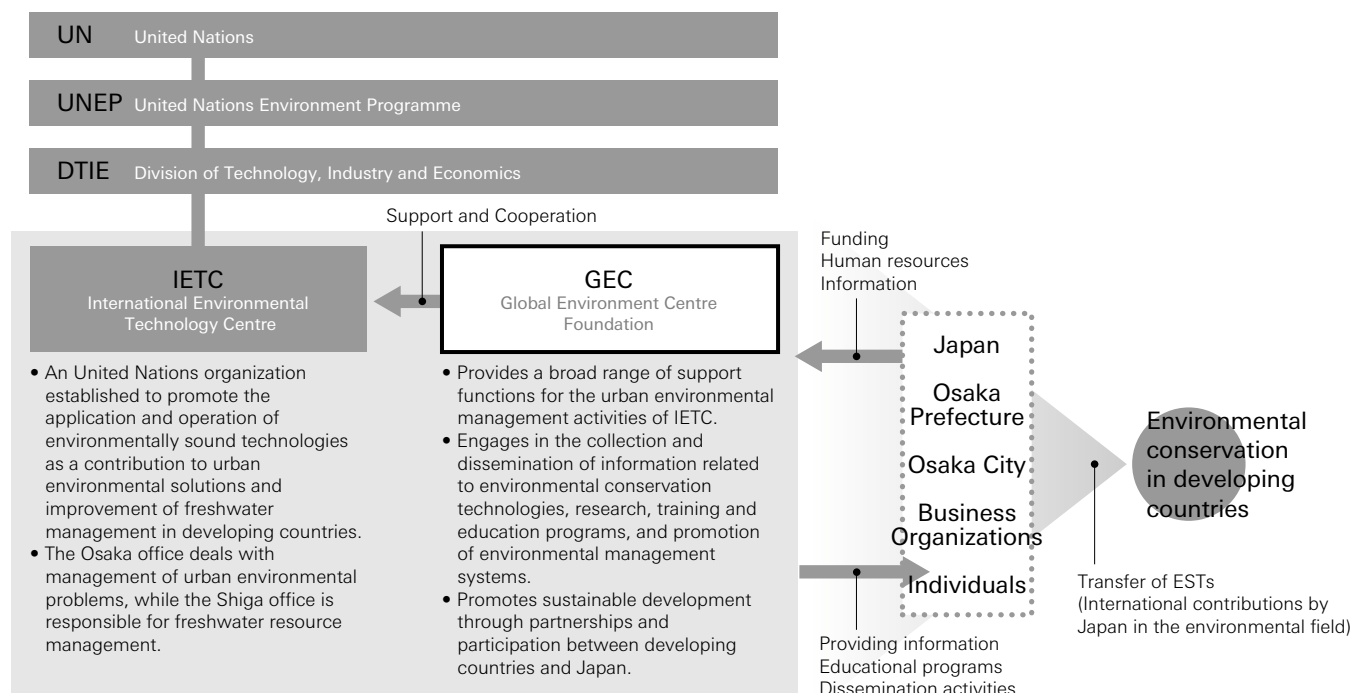 UN United Nations
UNEP United Nations Environment Programme
DTIE Division of Technology, Industry and Economics
Support and Cooperation
IETC
International Environmental
Technology Centre
• An United Nations organization
established to promote the
application and operation of
environmentally sound technologies
as a contribution to urban
environmental solutions and
improvement of freshwater
management in developing countries.
• The Osaka office deals with
management of urban environmental
problems, while the Shiga office is
responsible for freshwater resource
management.
GEC
Global Environment Centre
Foundation
• Provides a broad range of support
functions for the urban environmental
management activities of IETC.
• Engages in the collection and
dissemination of information related
to environmental conservation
technologies, research, training and
education programs, and promotion
of environmental management
systems.
• Promotes sustainable development
through partnerships and
participation between developing
countries and Japan.
Funding
Human resources
Information
Japan
Osaka
Prefecture
Osaka City
Business
Organizations
Individuals
Providing information
Educational programs
Dissemination activities
Environmental
conservation
in developing
countries
Transfer of ESTs
(International contributions by
Japan in the environmental field)